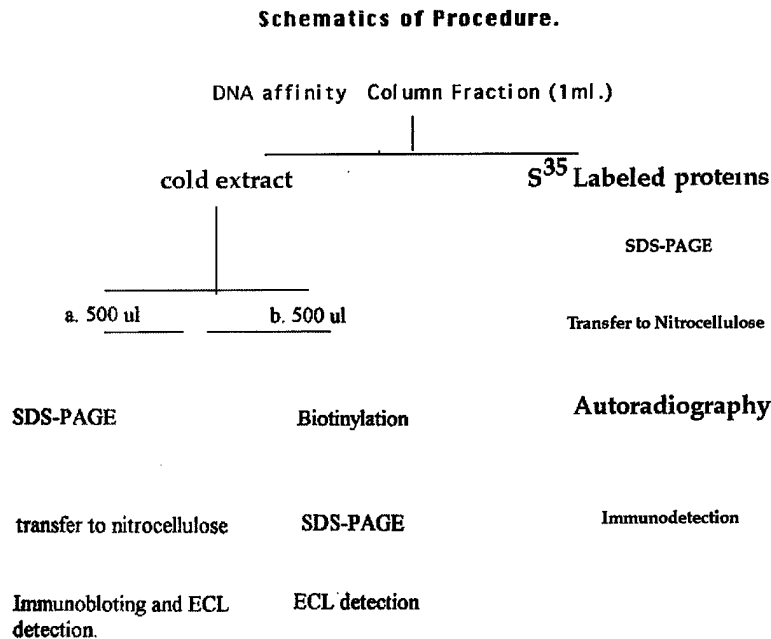 Schematics of Procedure.
DNA affinity Column Fraction (1ml.)
cold extract
S35 Labeled proteins
SDS-PAGE
Transfer to Nitrocellulose
Autoradiography
Immunodetection
a. 500 ul
b. 500 ul
SDS-PAGE
transfer to nitrocellulose
Immunobloting and ECL
detection.
Biotinylation
SDS-PAGE
ECL detection